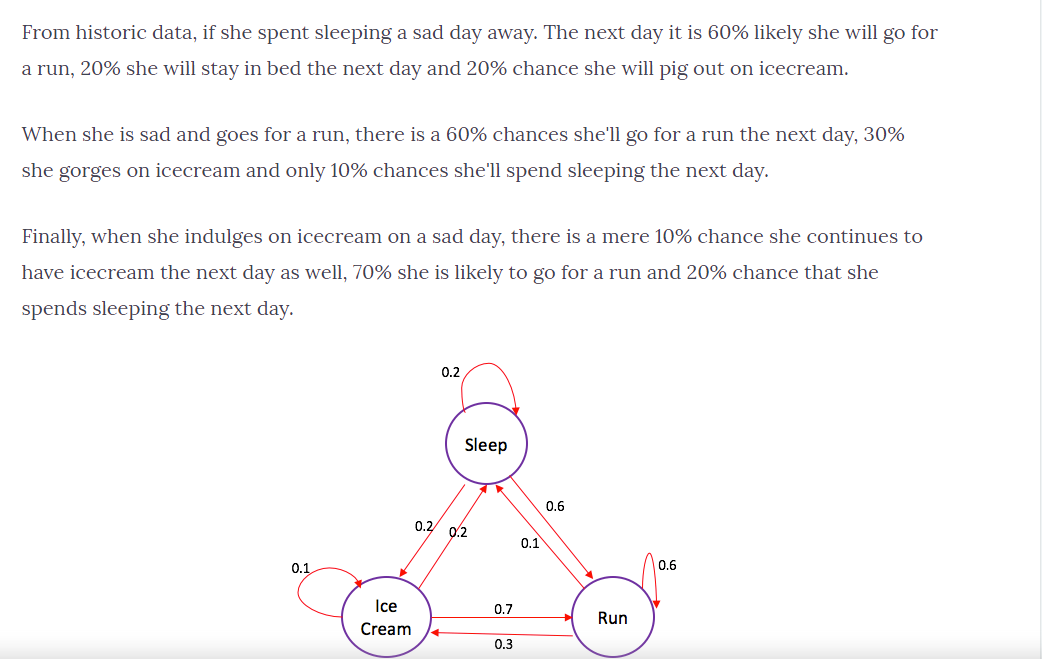 From historic data, if she spent sleeping a sad day away. The next day it is 60% likely she will go for
a run, 20% she will stay in bed the next day and 20% chance she will pig out on icecream.
When she is sad and goes for a run, there is a 60% chances she'll go for a run the next day, 30%
she gorges on icecream and only 10% chances she'll spend sleeping the next day.
Finally, when she indulges on icecream on a sad day, there is a mere 10% chance she continues to
have icecream the next day as well, 70% she is likely to go for a run and 20% chance that she
spends sleeping the next day.
0.2
Sleep
0.6
0.2
0.2
0.1
0.6
0.1
Ice
Cream
0.7
Run
0.3